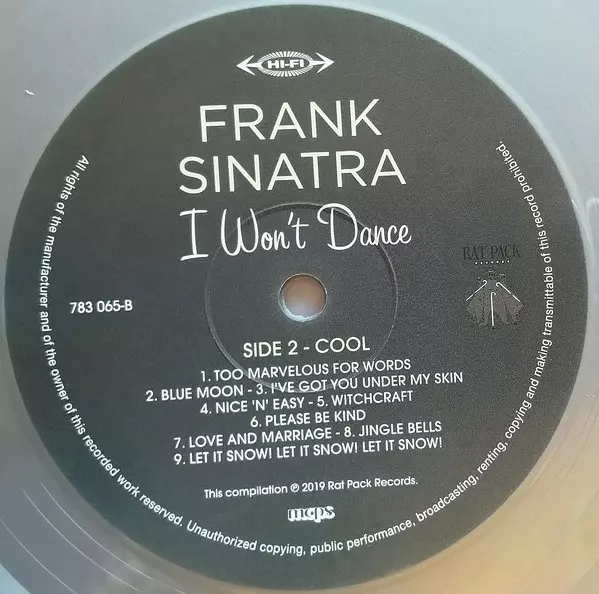 HI-FI
FRANK
SINATRA
I Won't Dance
RAT PACK
783 065-B
SIDE 2 - COOL
1. TOO MARVELOUS FOR WORDS
2. BLUE MOON - 3. I'VE GOT YOU UNDER MY SKIN
4. NICE 'N' EASY - 5. WITCHCRAFT
6. PLEASE BE KIND
7. LOVE AND MARRIAGE - 8. JINGLE BELLS
9. LET IT SNOW! LET IT SNOW! LET IT SNOW!
This compilation ℗ 2019 Rat Pack Records.
mcps
All rights of the manufacturer and of the owner of this recorded work reserved. Unauthorized copying, public performance, broadcasting, renting, copying and making transmittable of this record prohibited.